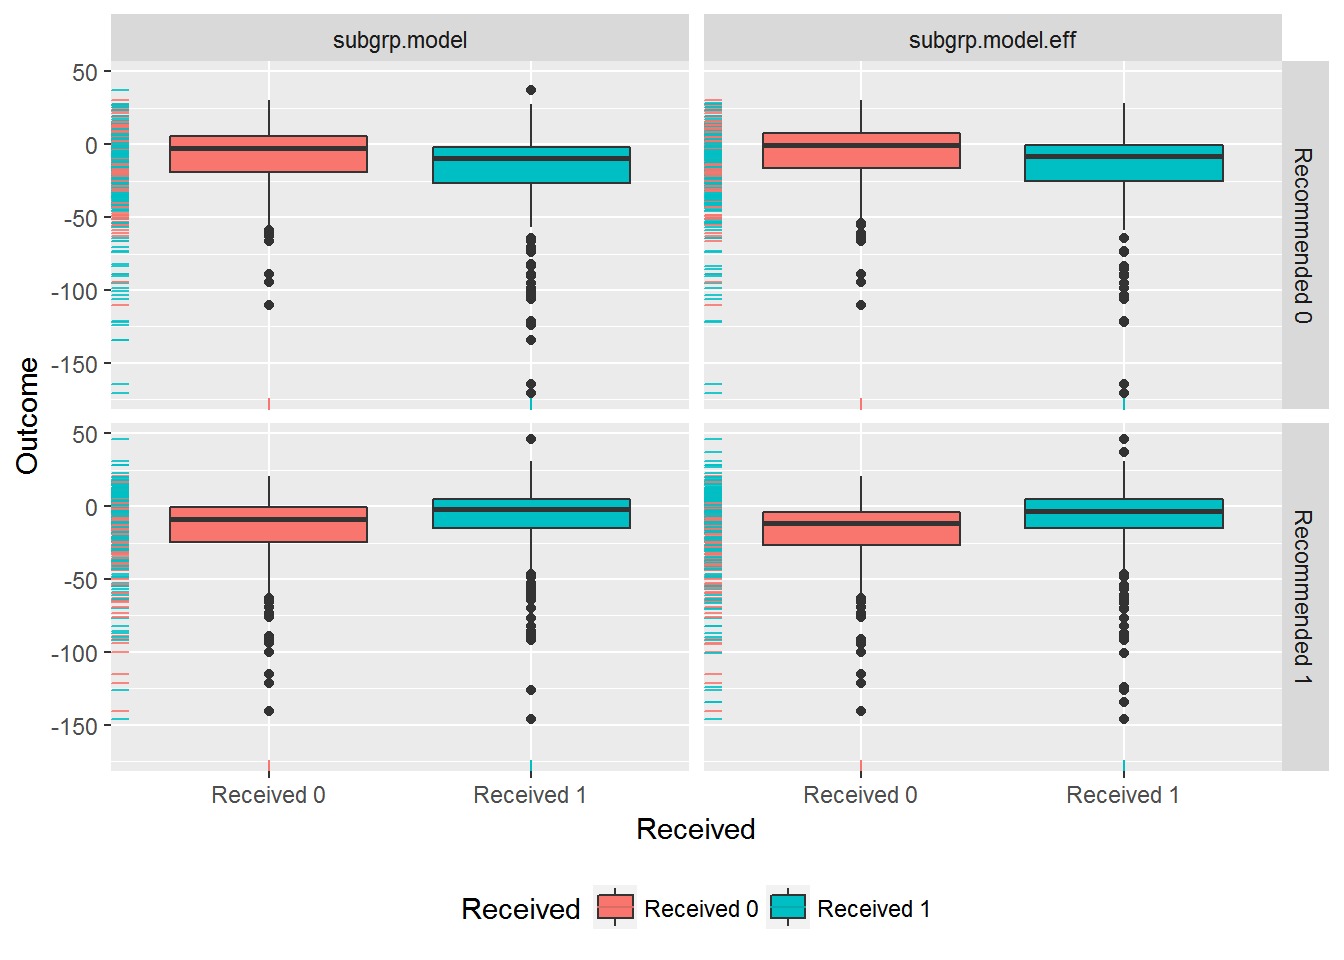 subgrp.model
subgrp.model.eff
50
0
-50
-100
-150
Recommended 0
50
0
-50
-100
-150
Recommended 1
Outcome
Received 0
Received 1
Received 0
Received 1
Received
Received
Received 0
Received 1